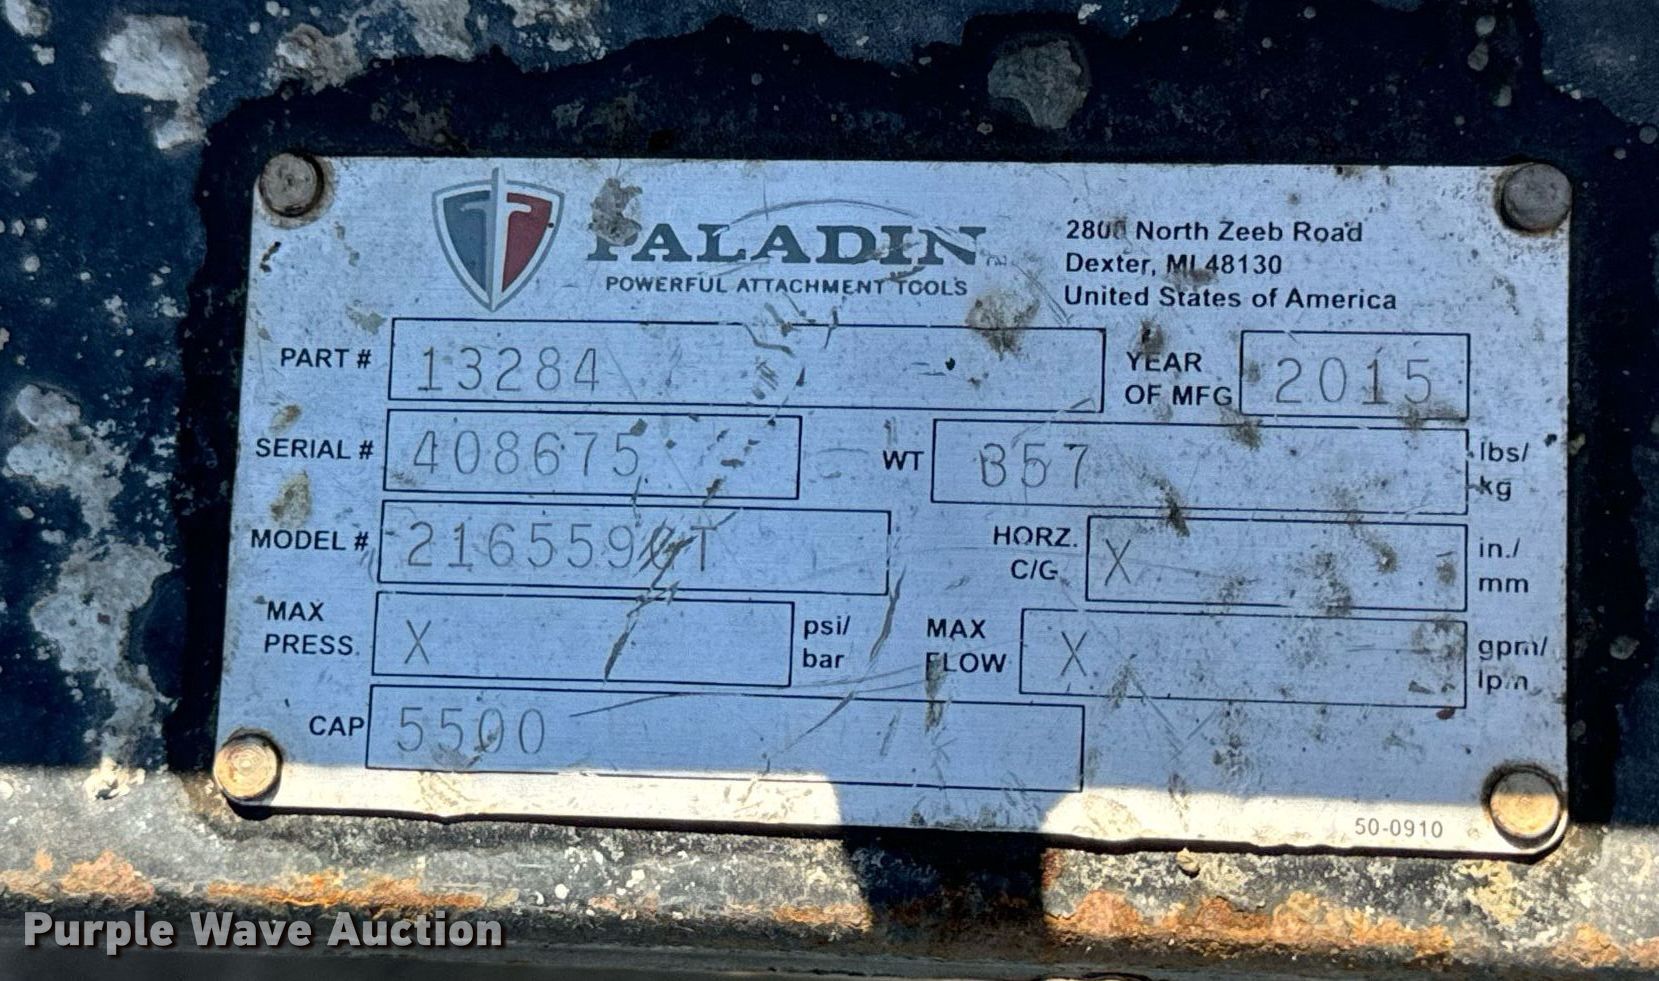 PALADIN
POWERFUL ATTACHMENT TOOLS
2800 North Zeeb Road
Dexter, MI 48130
United States of America
PART # 13284
YEAR OF MFG 2015
SERIAL # 408675
WT 357 lbs/ kg
MODEL #
HORZ. C/G X in./ mm
MAX PRESS. X psi/ bar
MAX FLOW X gpm/ lpm
CAP 5500
50-0910
Purple Wave Auction